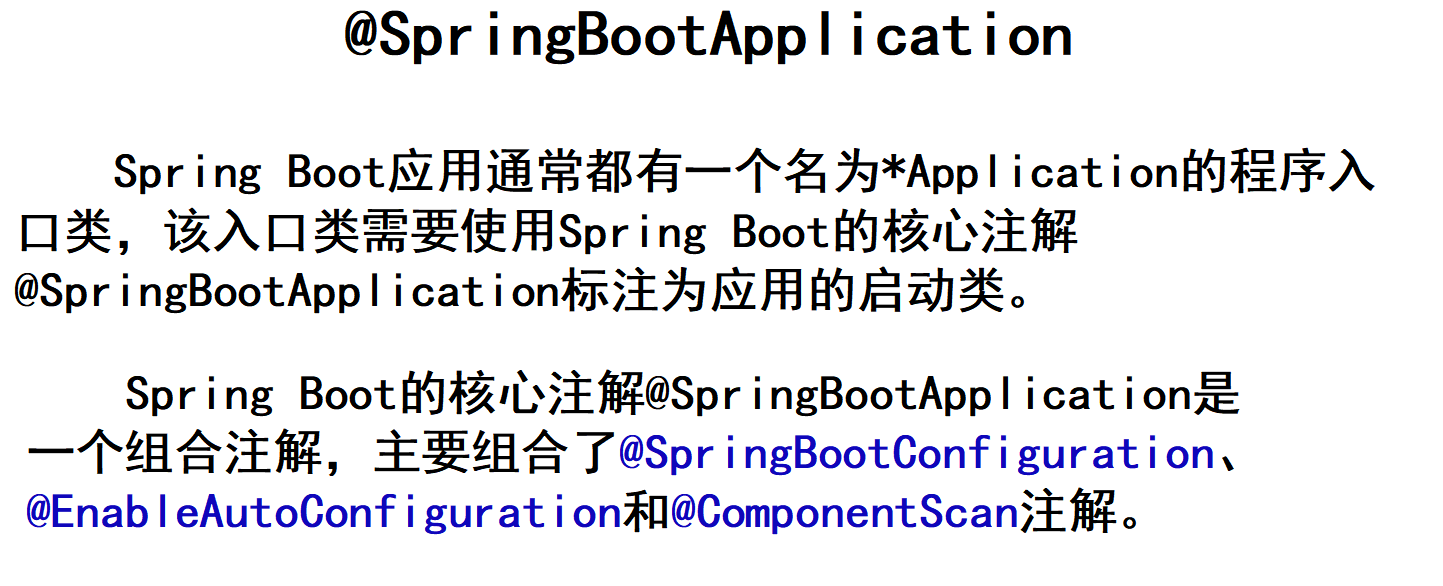 @SpringBootApplication
Spring Boot应用通常都有一个名为*Application的程序入
口类，该入口类需要使用Spring Boot的核心注解
@SpringBootApplication标注为应用的启动类。
Spring Boot的核心注解@SpringBootApplication是
一个组合注解，主要组合了@SpringBootConfiguration、
@EnableAutoConfiguration和@ComponentScan注解。